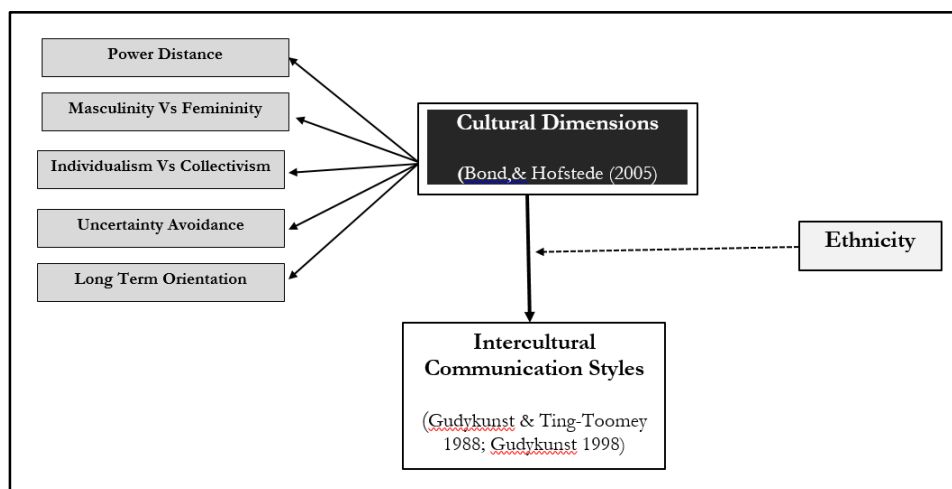 Power Distance
Masculinity Vs Femininity
Individualism Vs Collectivism
Uncertainty Avoidance
Long Term Orientation
Cultural Dimensions
(Bond,& Hofstede (2005)
Ethnicity
Intercultural
Communication Styles
(Gudykunst & Ting-Toomey
1988; Gudykunst 1998)